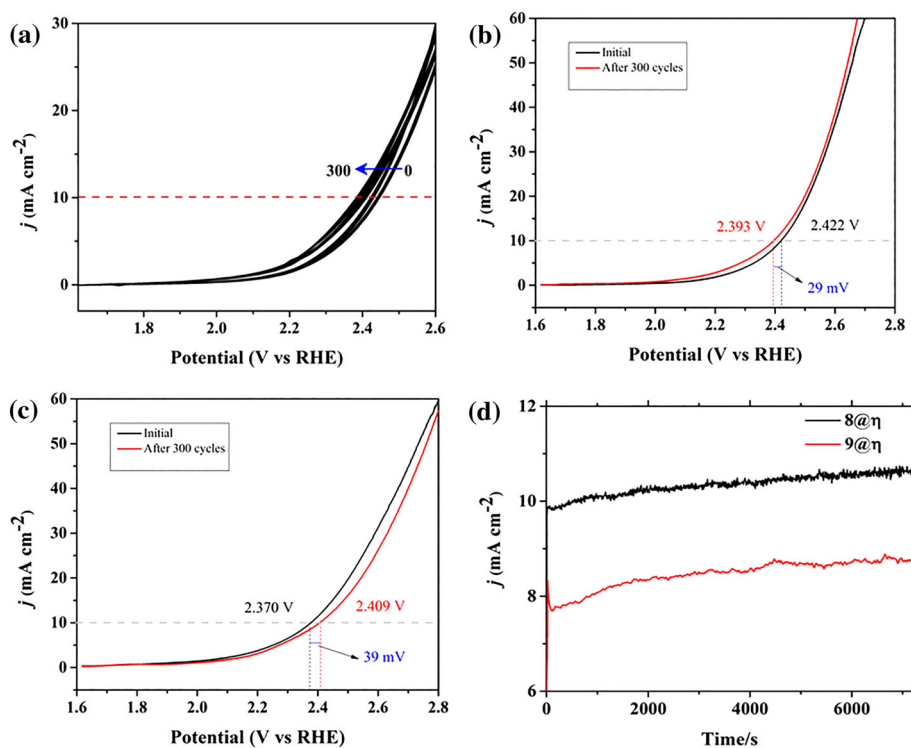 (a)
30
20
10
0
j (mA cm⁻²)
300
0
1.8
2.0
2.2
2.4
2.6
Potential (V vs RHE)
(b)
60
50
40
30
20
10
0
j (mA cm⁻²)
Initial
After 300 cycles
2.393 V
2.422 V
29 mV
1.6
1.8
2.0
2.2
2.4
2.6
2.8
Potential (V vs RHE)
(c)
60
50
40
30
20
10
0
j (mA cm⁻²)
Initial
After 300 cycles
2.370 V
2.409 V
39 mV
1.6
1.8
2.0
2.2
2.4
2.6
2.8
Potential (V vs RHE)
(d)
12
10
8
6
j (mA cm⁻²)
8@η
9@η
0
2000
4000
6000
Time/s